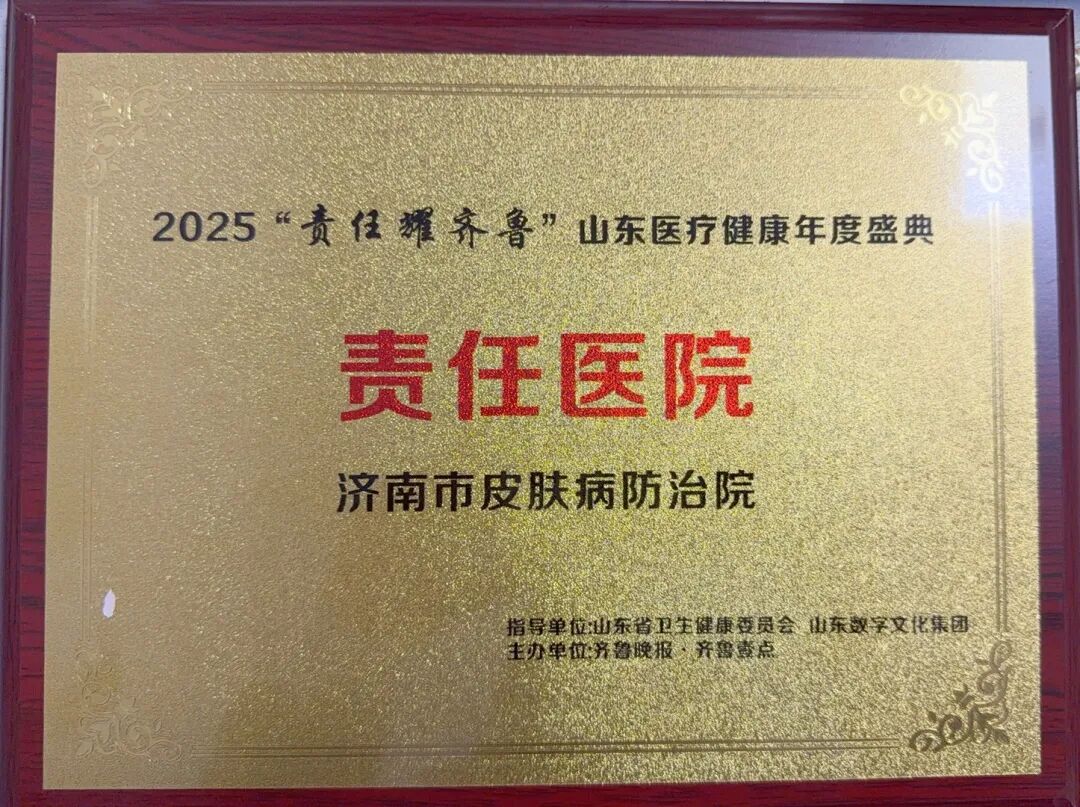 2025“责任耀齐鲁”山东医疗健康年度盛典
责任医院
济南市皮肤病防治院
指导单位:山东省卫生健康委员会 山东数字文化集团
主办单位:齐鲁晚报·齐鲁壹点